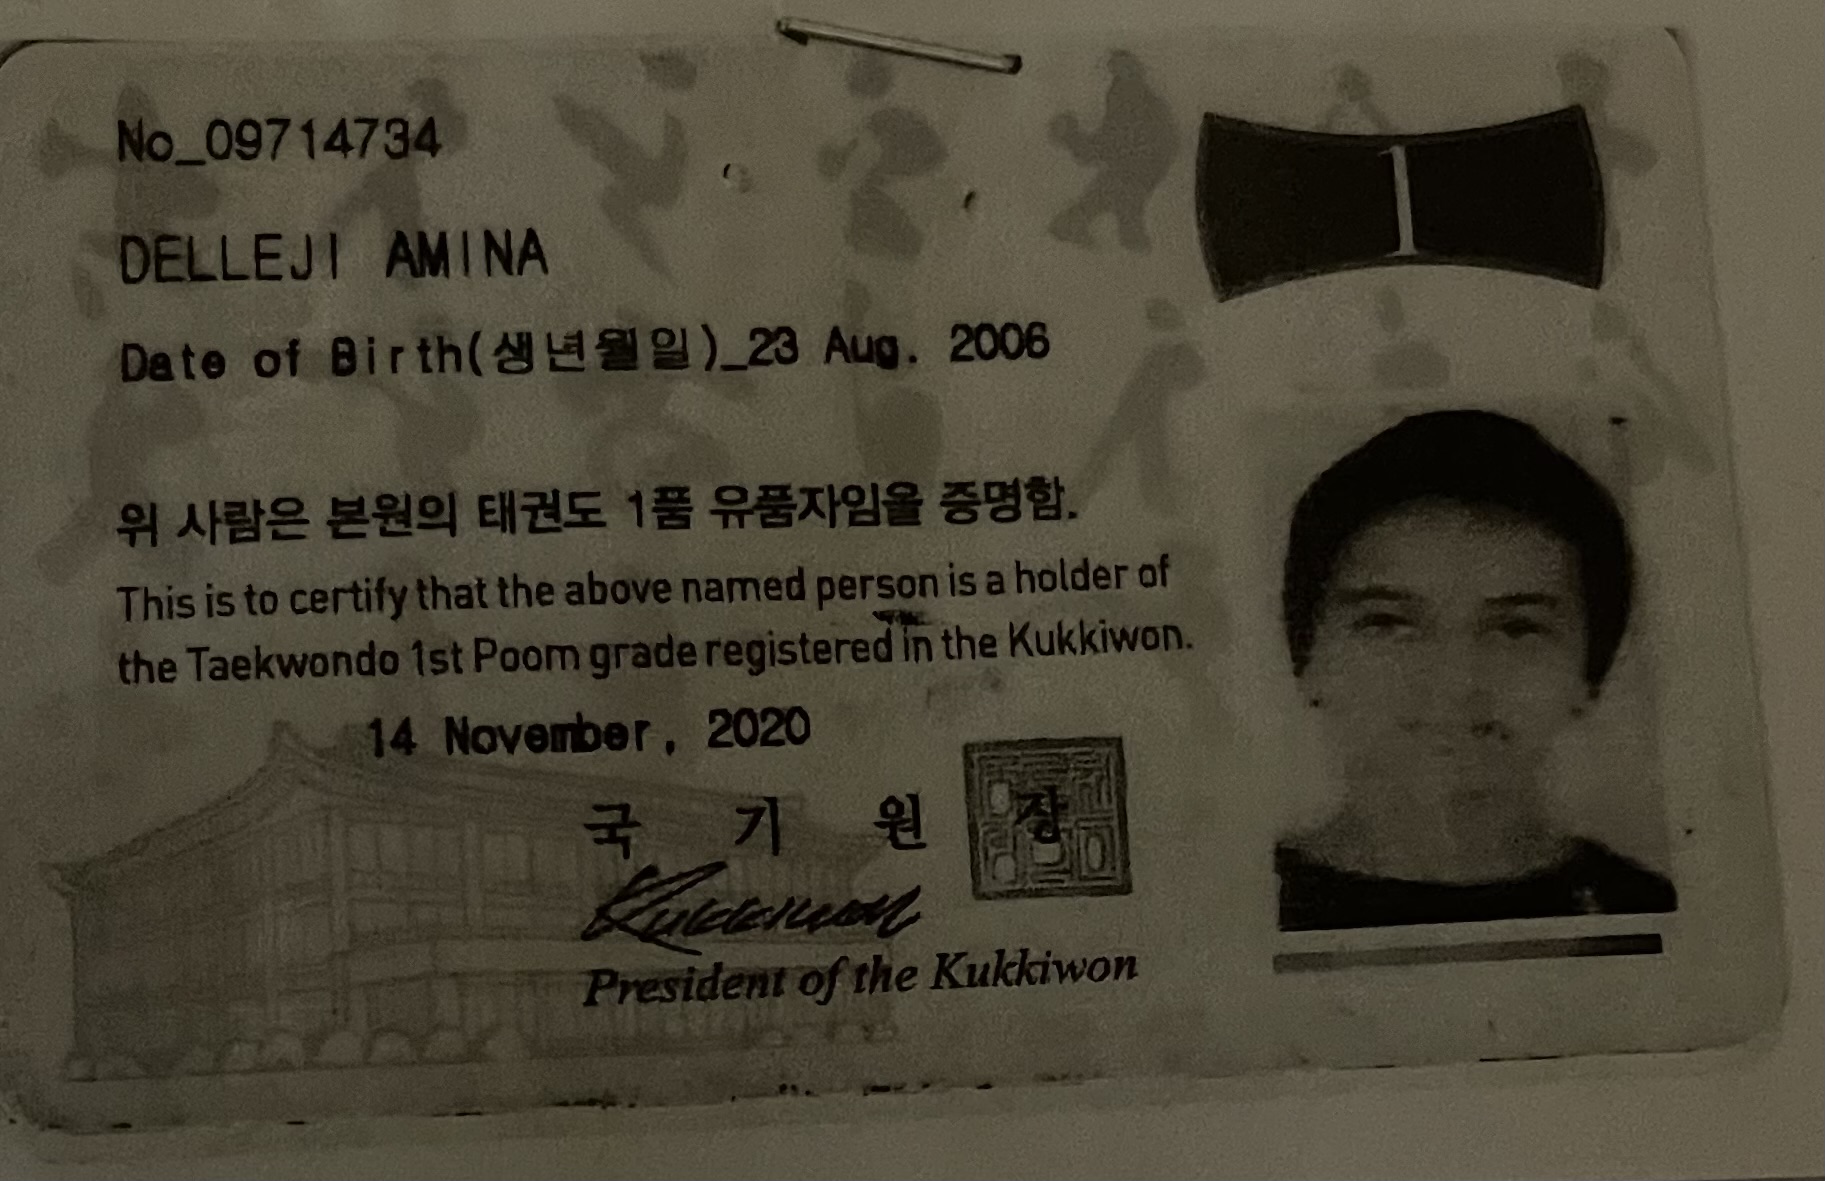 No_09714734
I
DELLEJI AMINA
Date of Birth(생년월일)_23 Aug. 2006
위 사람은 본원의 태권도 1품 유품자임을 증명함.
This is to certify that the above named person is a holder of
the Taekwondo 1st Poom grade registered in the Kukkiwon.
14 November, 2020
국 기 원 장
Kukkiwon
President of the Kukkiwon